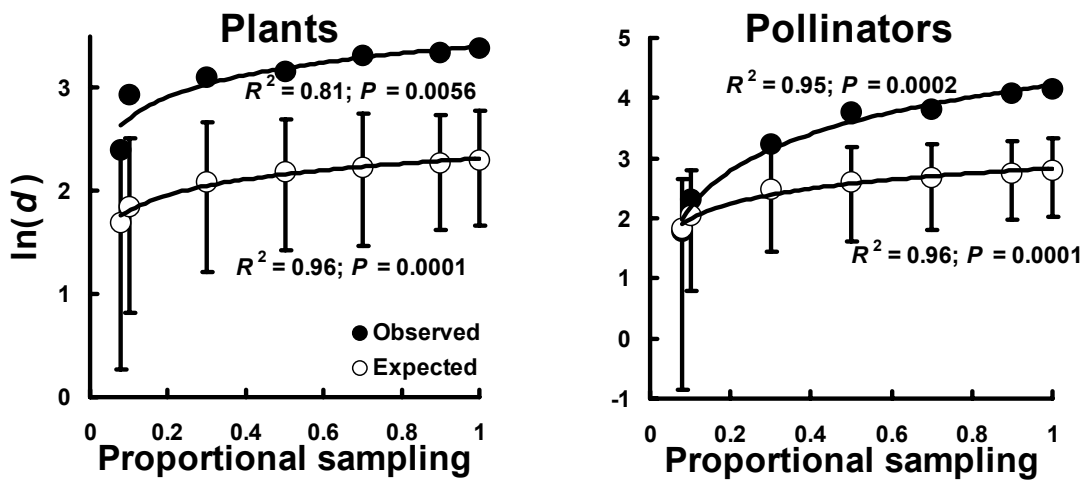 Plants
ln(d)
3
2
1
0
R² = 0.81; P = 0.0056
R² = 0.96; P = 0.0001
Observed
Expected
0 0.2 0.4 0.6 0.8 1
Proportional sampling
Pollinators
5
4
3
2
1
0
-1
R² = 0.95; P = 0.0002
R² = 0.96; P = 0.0001
0 0.2 0.4 0.6 0.8 1
Proportional sampling